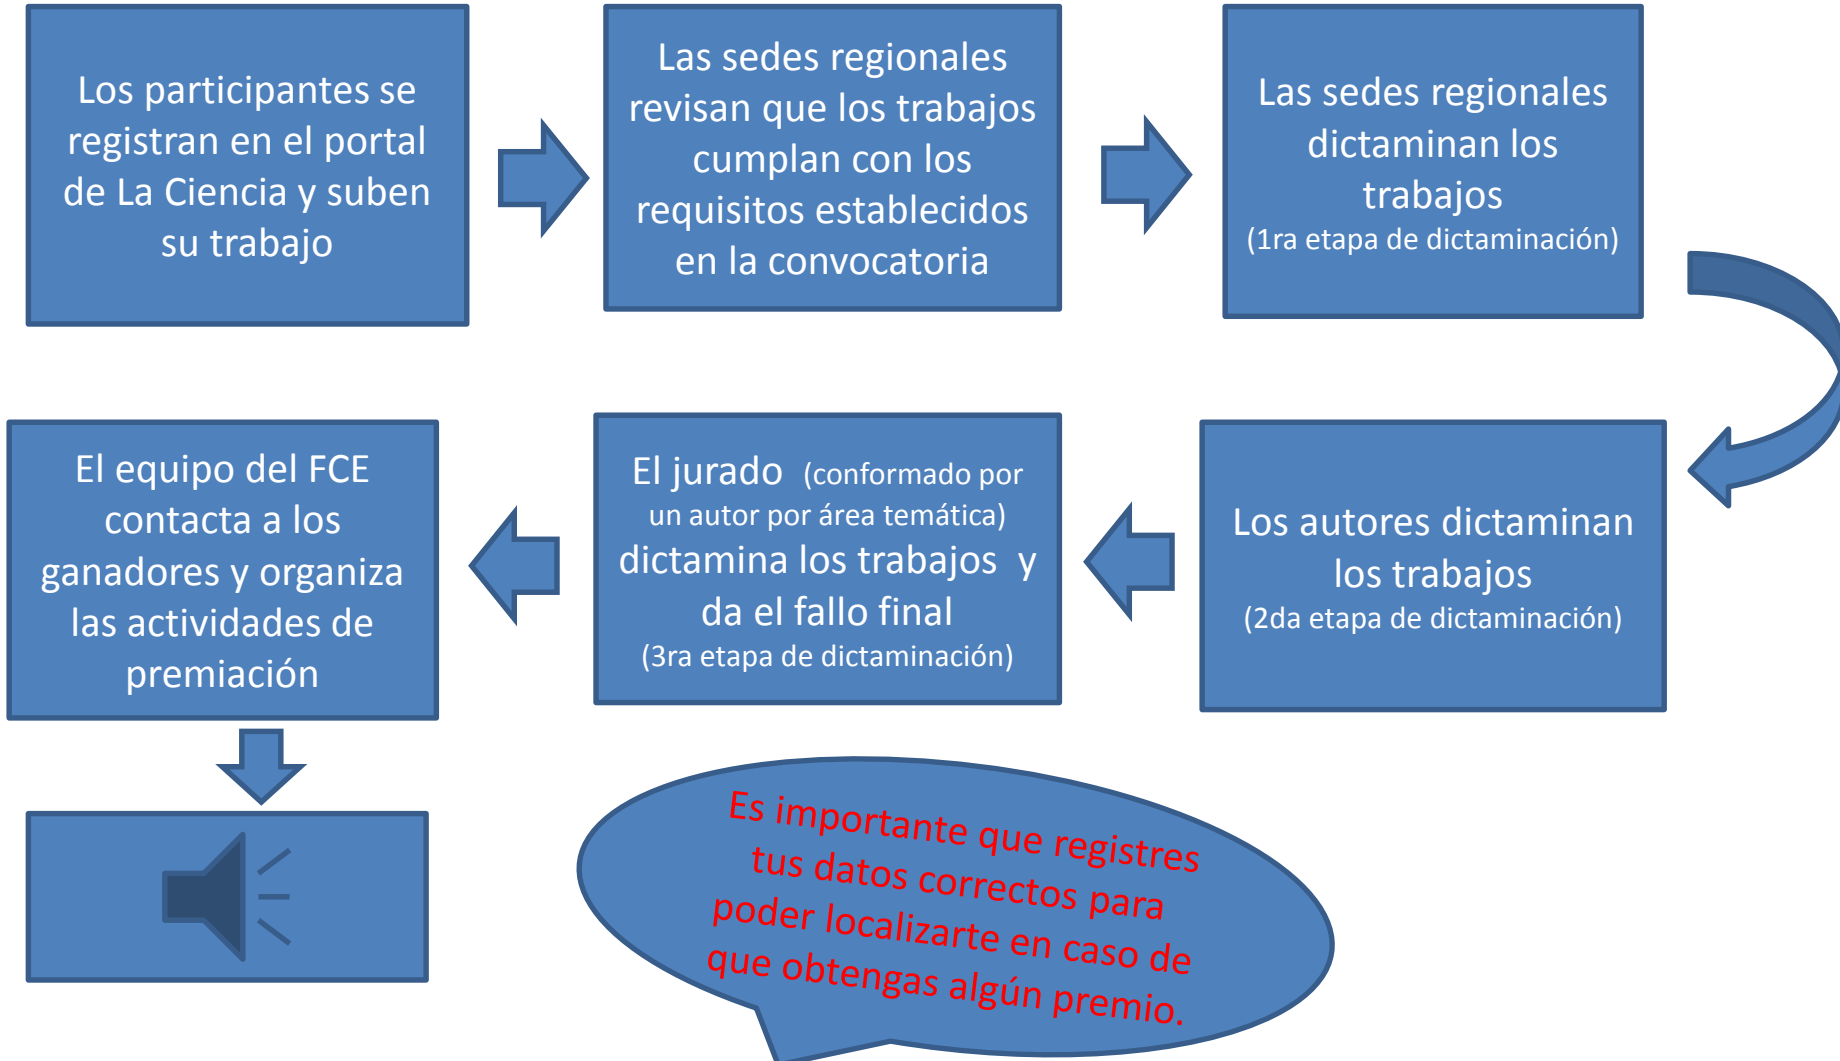 Los participantes se
registran en el portal
de La Ciencia y suben
su trabajo
Las sedes regionales
revisan que los trabajos
cumplan con los
requisitos establecidos
en la convocatoria
Las sedes regionales
dictaminan los
trabajos
(1ra etapa de dictaminación)
Los autores dictaminan
los trabajos
(2da etapa de dictaminación)
El jurado (conformado por
un autor por área temática)
dictamina los trabajos y
da el fallo final
(3ra etapa de dictaminación)
El equipo del FCE
contacta a los
ganadores y organiza
las actividades de
premiación
Es importante que registres
tus datos correctos para
poder localizarte en caso de
que obtengas algún premio.